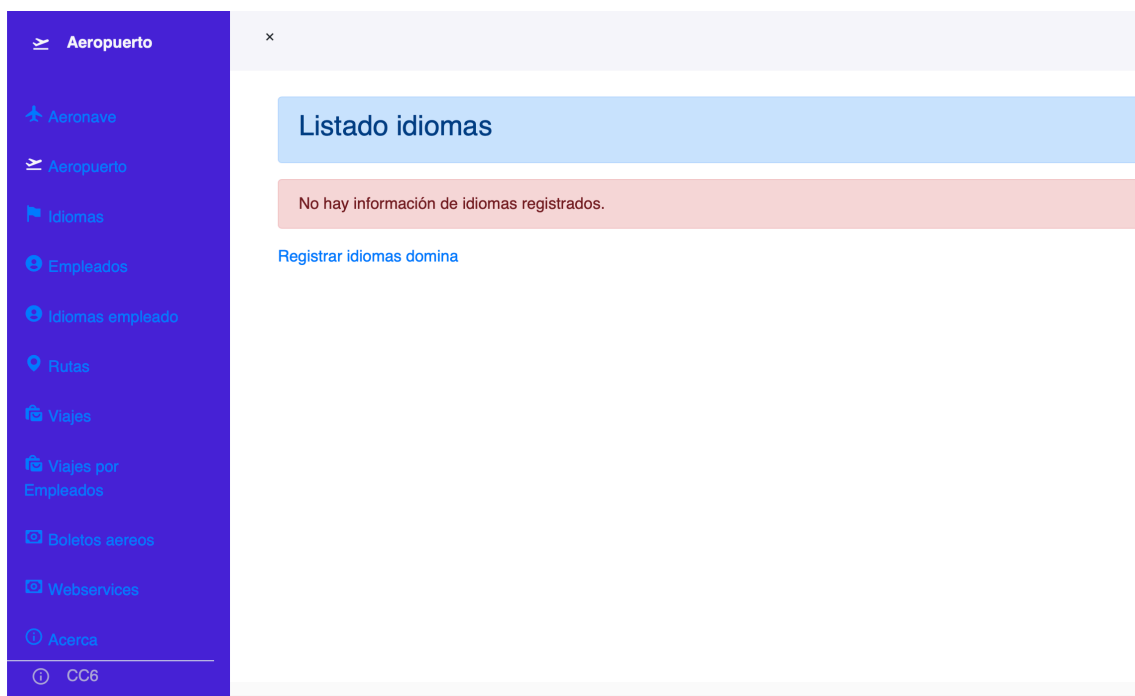 Aeropuerto
×
Aeronave
Aeropuerto
Idiomas
Empleados
Idiomas empleado
Rutas
Viajes
Viajes por
Empleados
Boletos aereos
Webservices
Acerca
CC6
Listado idiomas
No hay información de idiomas registrados.
Registrar idiomas domina